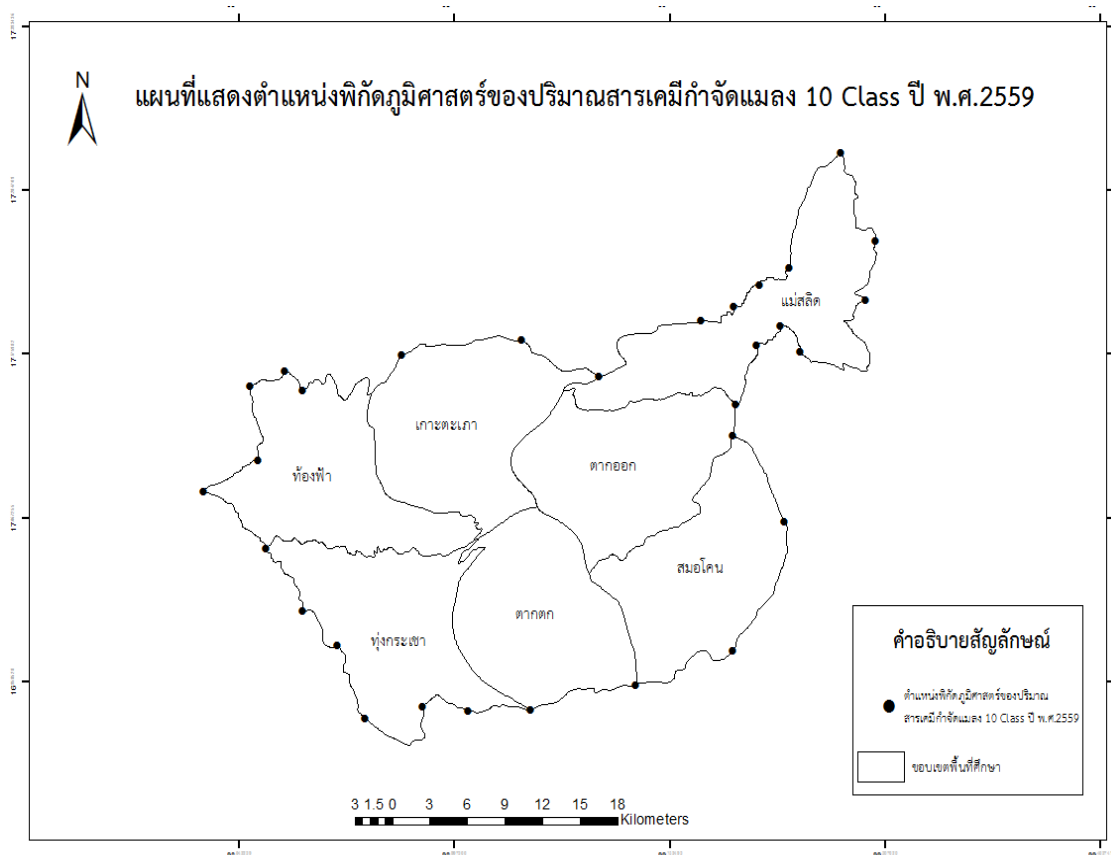 N
แผนที่แสดงตำแหน่งพิกัดภูมิศาสตร์ของปริมาณสารเคมีกำจัดแมลง 10 Class ปี พ.ศ.2559
แม่สลิด
เกาะตะเภา
ตากออก
ท้องฟ้า
สมอโคน
ตากตก
ทุ่งกระเชา
คำอธิบายสัญลักษณ์
ตำแหน่งพิกัดภูมิศาสตร์ของปริมาณ
สารเคมีกำจัดแมลง 10 Class ปี พ.ศ.2559
ขอบเขตพื้นที่ศึกษา
3 1.5 0 3 6 9 12 15 18
Kilometers